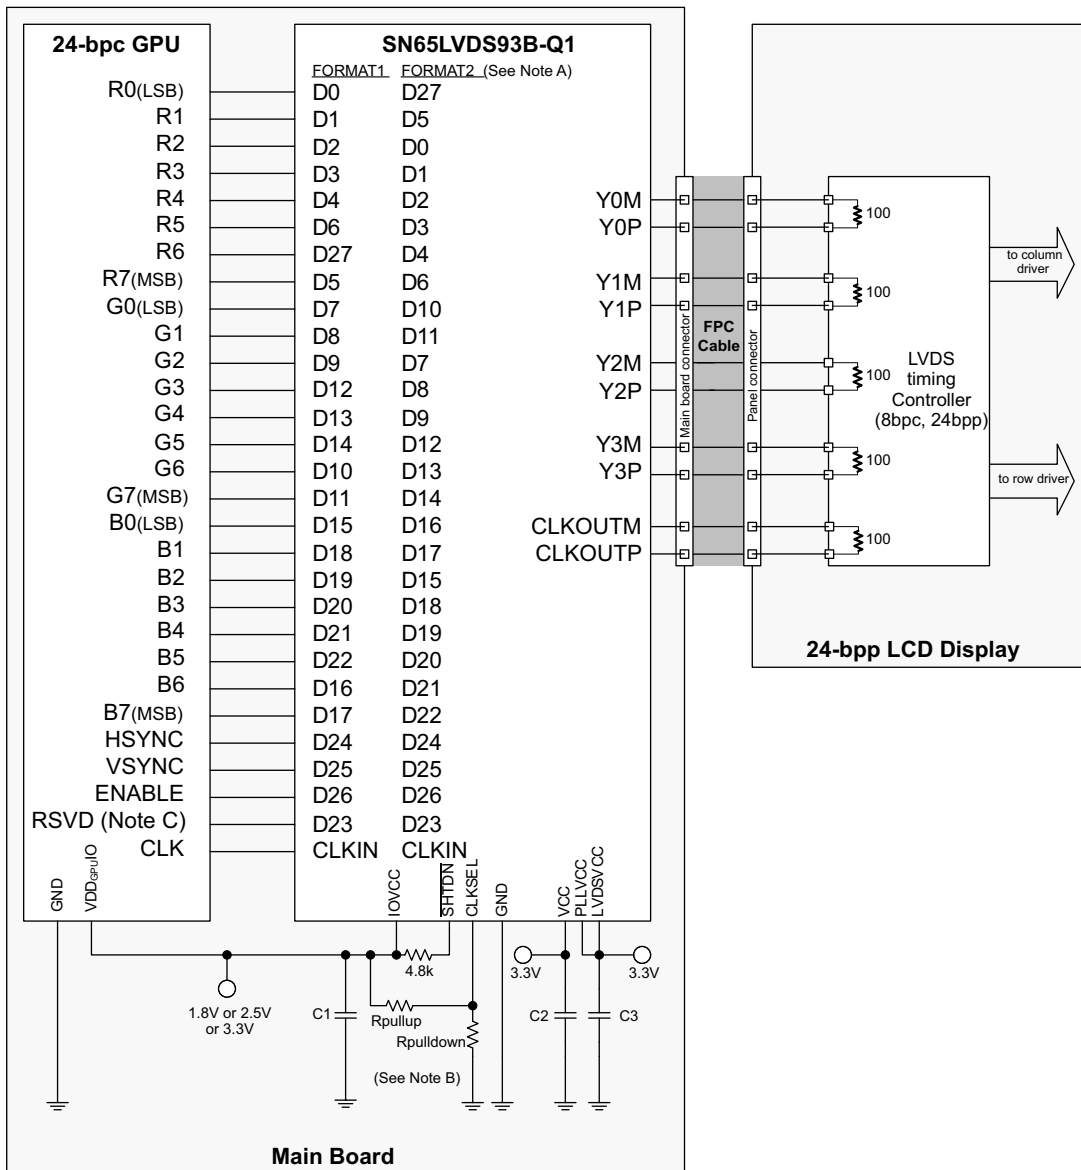 24-bpc GPU
SN65LVDS93B-Q1
FORMAT1 FORMAT2 (See Note A)
R0(LSB) D0 D27
R1 D1 D5
R2 D2 D0
R3 D3 D1
R4 D4 D2
R5 D6 D3
R6 D27 D4
R7(MSB) D5 D6
G0(LSB) D7 D10
G1 D8 D11
G2 D9 D7
G3 D12 D8
G4 D13 D9
G5 D14 D12
G6 D10 D13
G7(MSB) D11 D14
B0(LSB) D15 D16
B1 D18 D17
B2 D19 D15
B3 D20 D18
B4 D21 D19
B5 D22 D20
B6 D16 D21
B7(MSB) D17 D22
HSYNC D24 D24
VSYNC D25 D25
ENABLE D26 D26
RSVD (Note C) D23 D23
CLK CLKIN CLKIN
Y0M
Y0P
Y1M
Y1P
Y2M
Y2P
Y3M
Y3P
CLKOUTM
CLKOUTP
Main board connector
FPC
Cable
Panel connector
100
100
100
100
100
LVDS
timing
Controller
(8bpc, 24bpp)
to column
driver
to row driver
24-bpp LCD Display
GND
VDDGPUIO
IOVCC
SHTDN
CLKSEL
GND
VCC
PLLVCC
LVDSVCC
4.8k
3.3V
3.3V
1.8V or 2.5V
or 3.3V
C1
Rpullup
Rpulldown
C2
C3
(See Note B)
Main Board